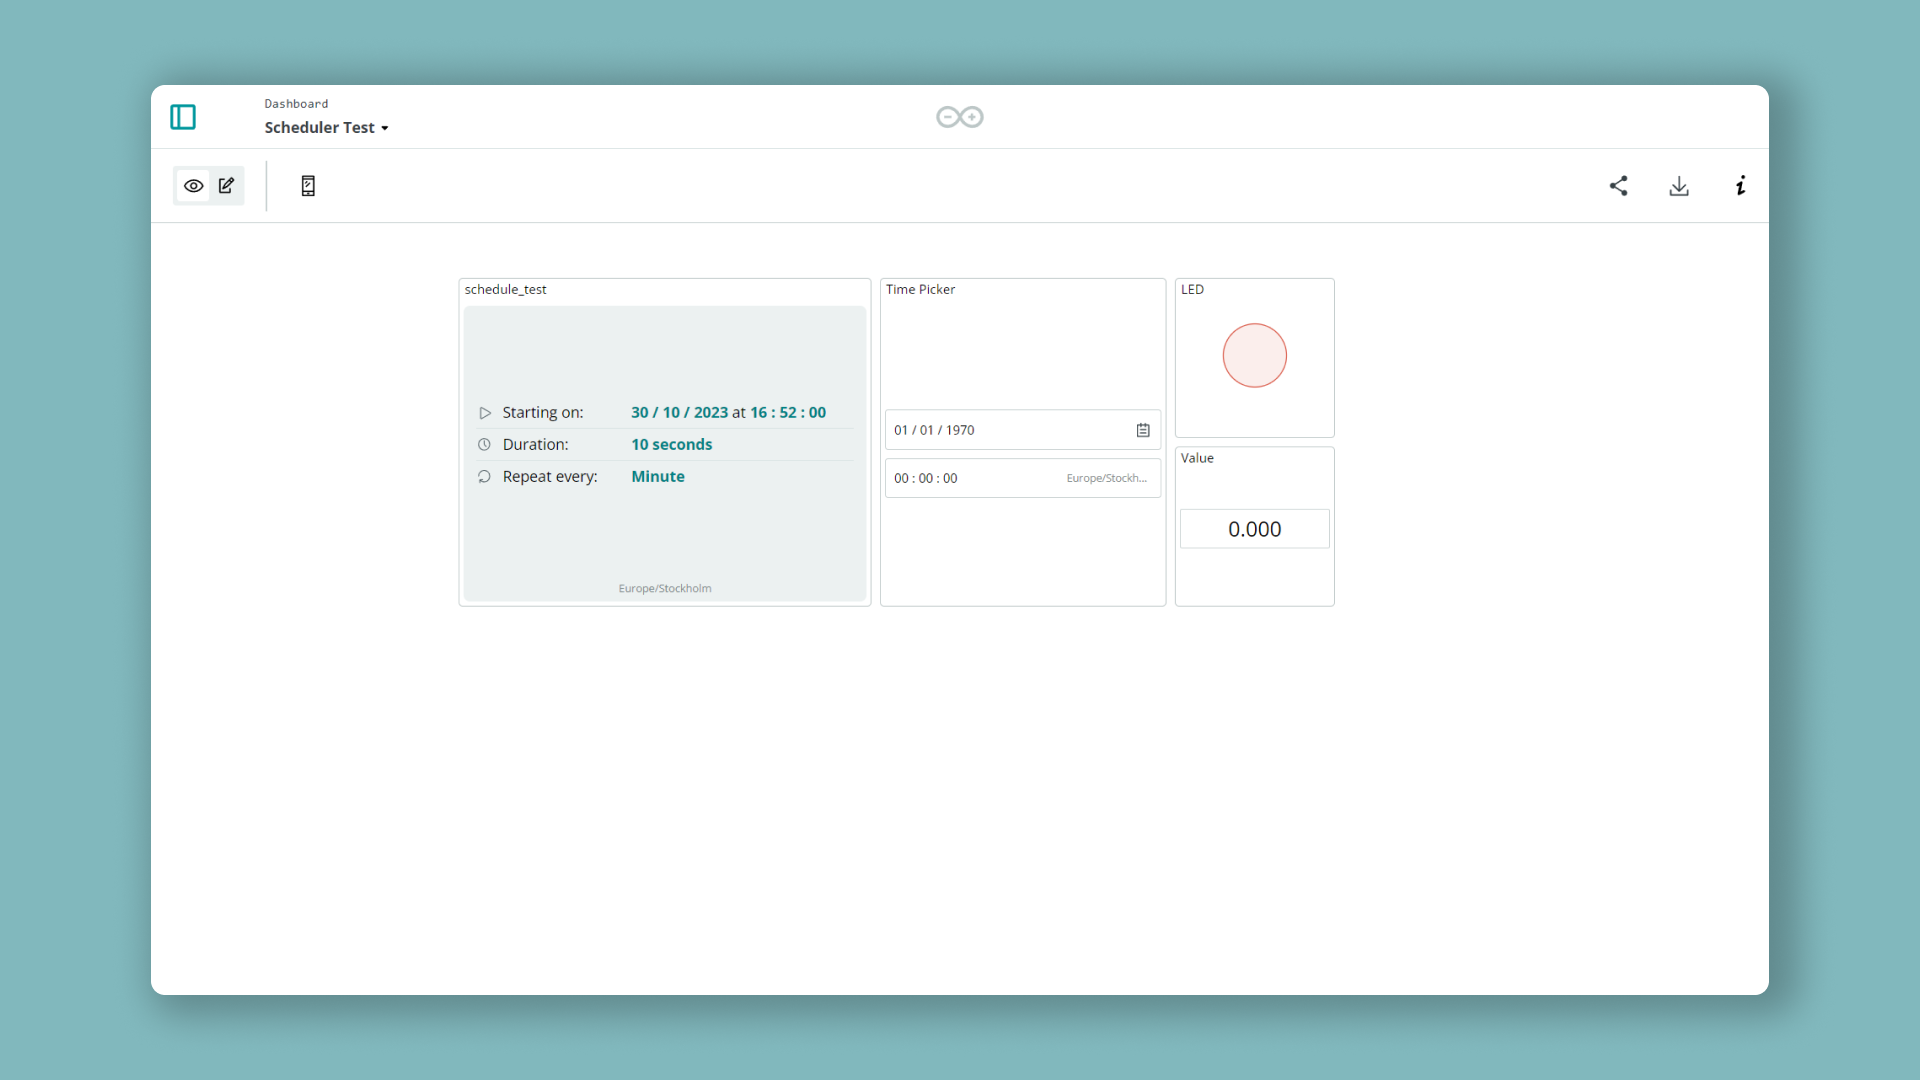 Dashboard
Scheduler Test
schedule_test
Starting on: 30 / 10 / 2023 at 16 : 52 : 00
Duration: 10 seconds
Repeat every: Minute
Europe/Stockholm
Time Picker
01 / 01 / 1970
00 : 00 : 00 Europe/Stockh...
LED
Value
0.000